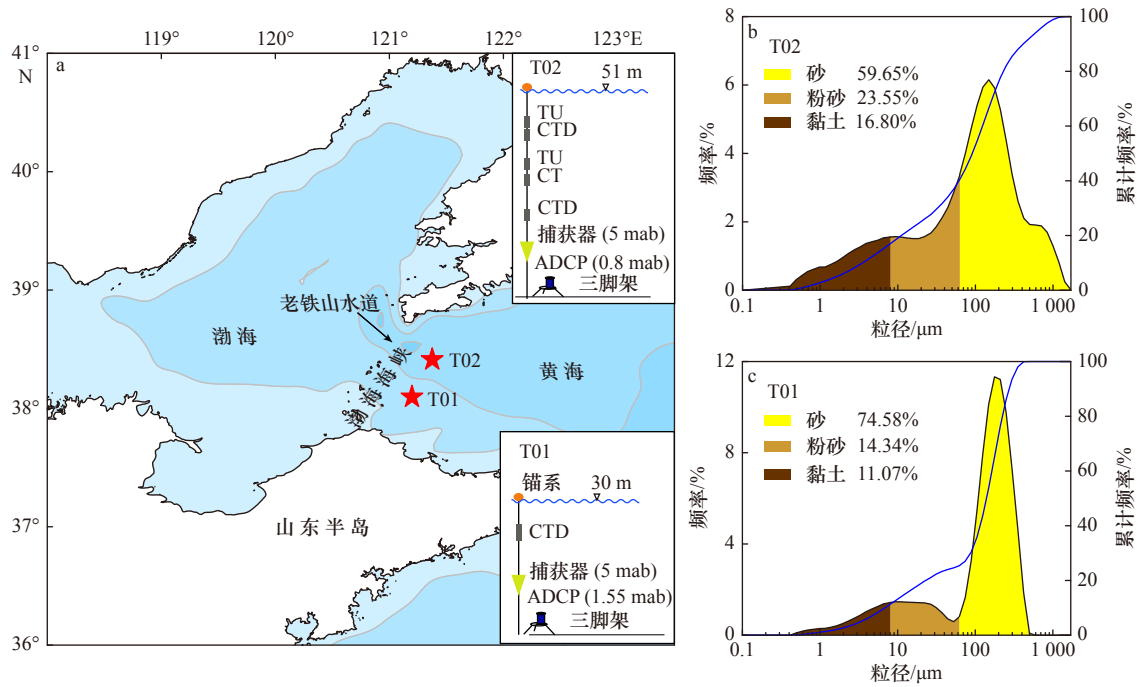 119°
120°
121°
122°
123°E
41°
N
40°
39°
38°
37°
36°
a
T02
51 m
TU
CTD
TU
CT
CTD
捕获器 (5 mab)
ADCP (0.8 mab)
三脚架
老铁山水道
渤海
渤海海峡
黄海
T02
T01
山东半岛
T01
锚系
30 m
CTD
捕获器 (5 mab)
ADCP (1.55 mab)
三脚架
b
T02
砂 59.65%
粉砂 23.55%
黏土 16.80%
频率/%
8
6
4
2
0
累计频率/%
100
80
60
40
20
0
0.1
1
10
100
1 000
粒径/μm
c
T01
砂 74.58%
粉砂 14.34%
黏土 11.07%
频率/%
12
8
4
0
累计频率/%
100
80
60
40
20
0
0.1
1
10
100
1 000
粒径/μm